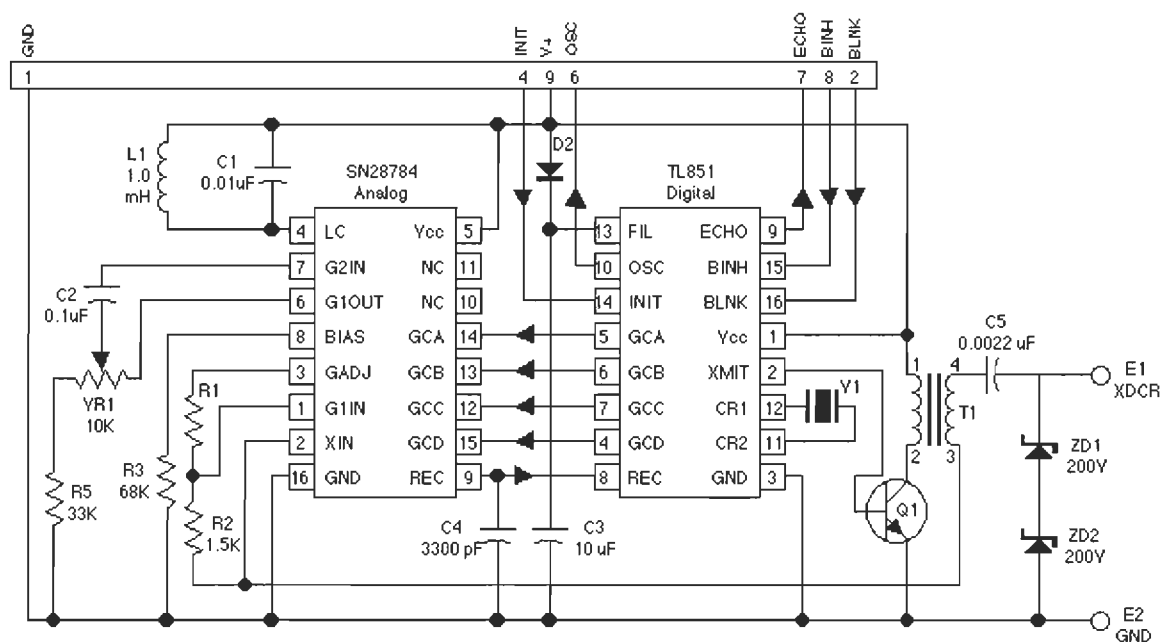 GND
INIT
V+
OSC
ECHO
BINH
BLNK
1
4
9
6
7
8
2
L1
1.0
mH
C1
0.01uF
D2
SN28784
Analog
TL851
Digital
4 LC Vcc 5
7 G2IN NC 11
6 G1OUT NC 10
8 BIAS GCA 14
3 GADJ GCB 13
1 G1IN GCC 12
2 XIN GCD 15
16 GND REC 9
13 FIL ECHO 9
10 OSC BINH 15
14 INIT BLNK 16
5 GCA Vcc 1
6 GCB XMIT 2
7 GCC CR1 12
4 GCD CR2 11
8 REC GND 3
C2
0.1uF
VR1
10K
R1
R3
68K
R5
33K
R2
1.5K
C4
3300 pF
C3
10 uF
Y1
Q1
1
4
T1
2
3
C5
0.0022 uF
E1
XDCR
ZD1
200V
ZD2
200V
E2
GND